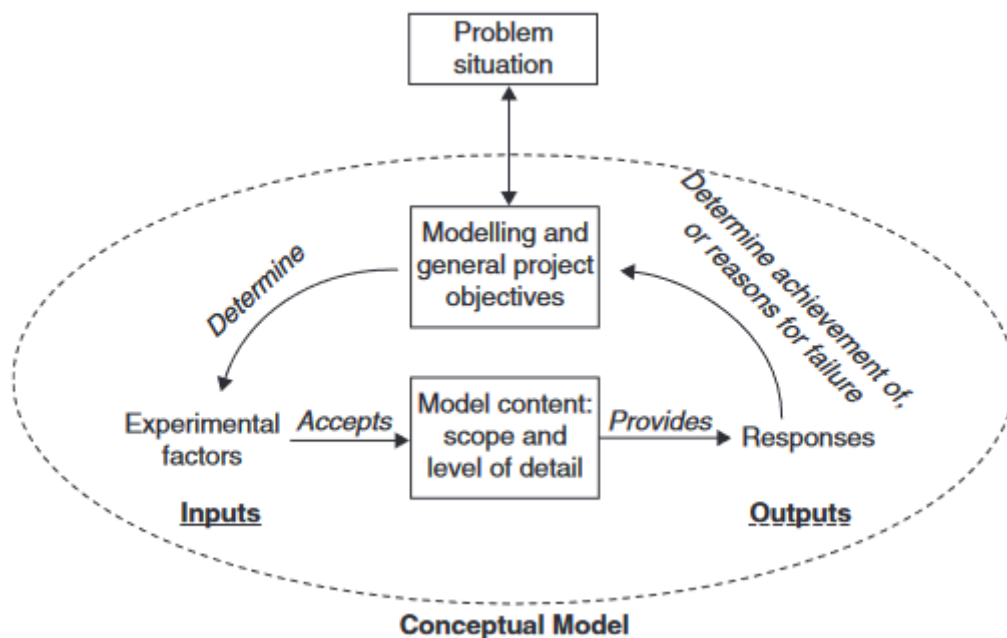 Problem
situation
Modelling and
general project
objectives
Determine
Determine achievement of,
or reasons for failure
Experimental
factors
Accepts
Model content:
scope and
level of detail
Provides
Responses
Inputs
Outputs
Conceptual Model